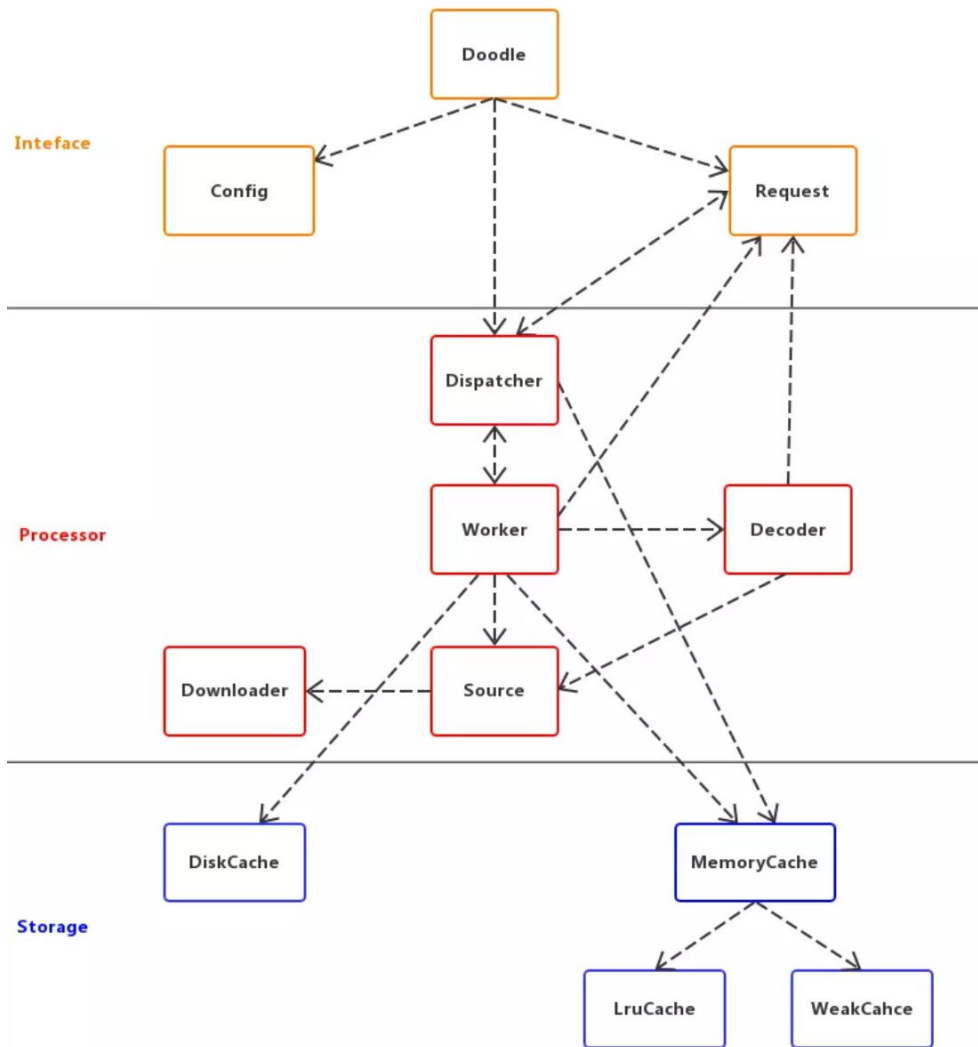 Doodle
Inteface
Config
Request
Dispatcher
Worker
Decoder
Processor
Downloader
Source
DiskCache
MemoryCache
Storage
LruCache
WeakCahce